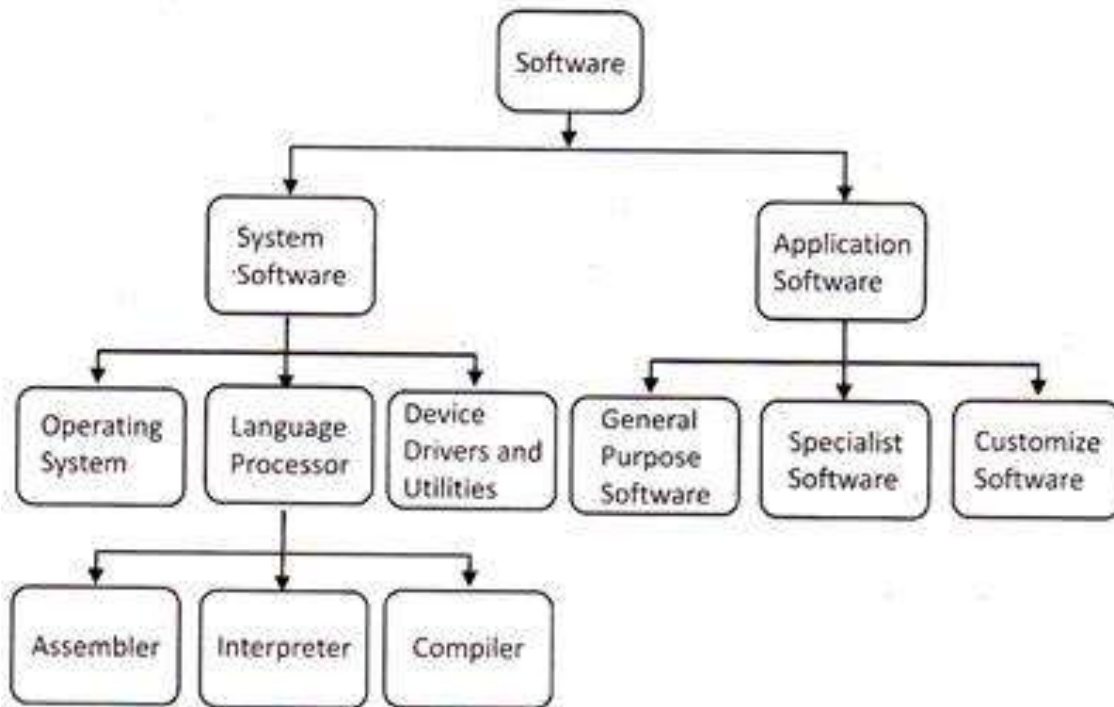 Software
System
Software
Application
Software
Operating
System
Language
Processor
Device
Drivers and
Utilities
General
Purpose
Software
Specialist
Software
Customize
Software
Assembler
Interpreter
Compiler